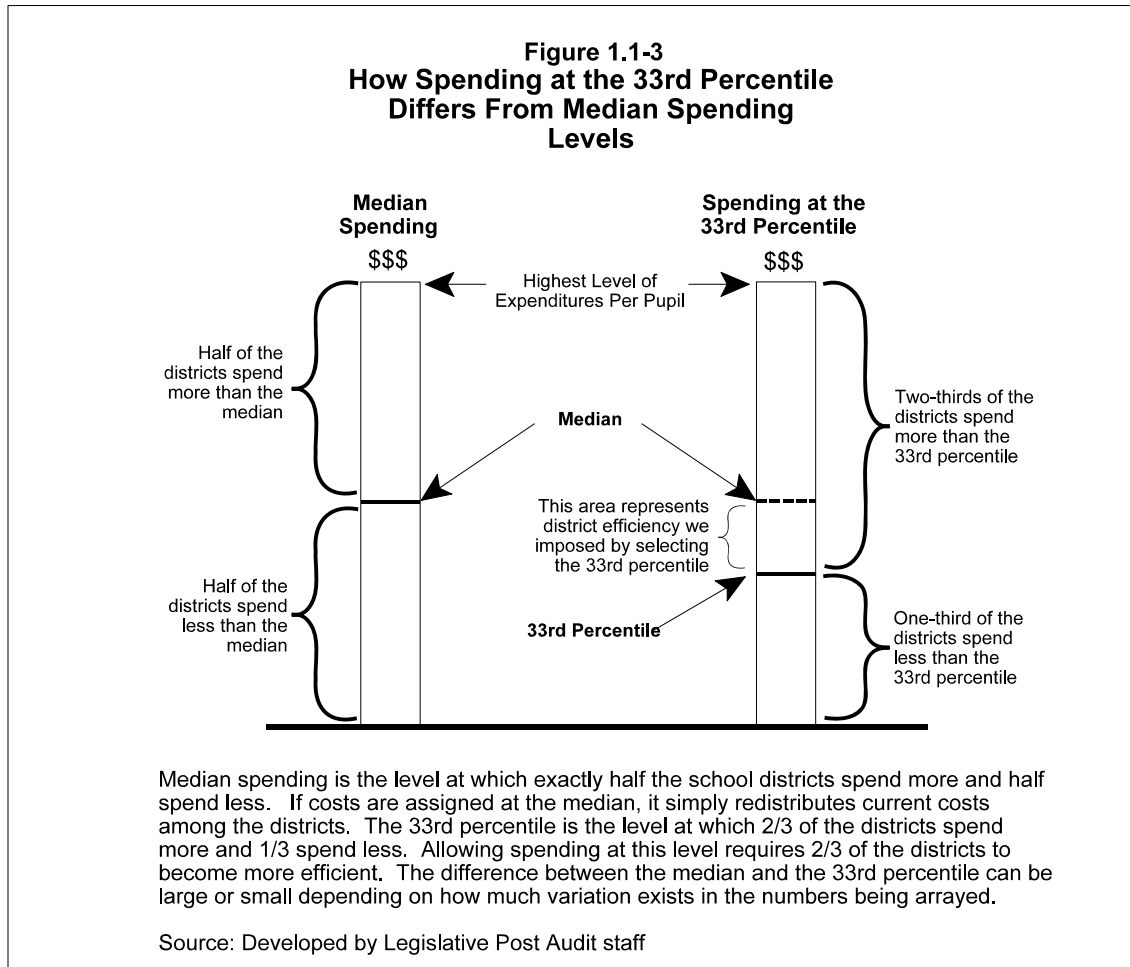 Figure 1.1-3
How Spending at the 33rd Percentile
Differs From Median Spending
Levels
Median
Spending
$$$
Spending at the
33rd Percentile
$$$
Highest Level of
Expenditures Per Pupil
Half of the
districts spend
more than the
median
Two-thirds of the
districts spend
more than the
33rd percentile
Median
This area represents
district efficiency we
imposed by selecting
the 33rd percentile
Half of the
districts spend
less than the
median
33rd Percentile
One-third of the
districts spend
less than the
33rd percentile
Median spending is the level at which exactly half the school districts spend more and half
spend less.  If costs are assigned at the median, it simply redistributes current costs
among the districts.  The 33rd percentile is the level at which 2/3 of the districts spend
more and 1/3 spend less.  Allowing spending at this level requires 2/3 of the districts to
become more efficient.  The difference between the median and the 33rd percentile can be
large or small depending on how much variation exists in the numbers being arrayed.
Source: Developed by Legislative Post Audit staff